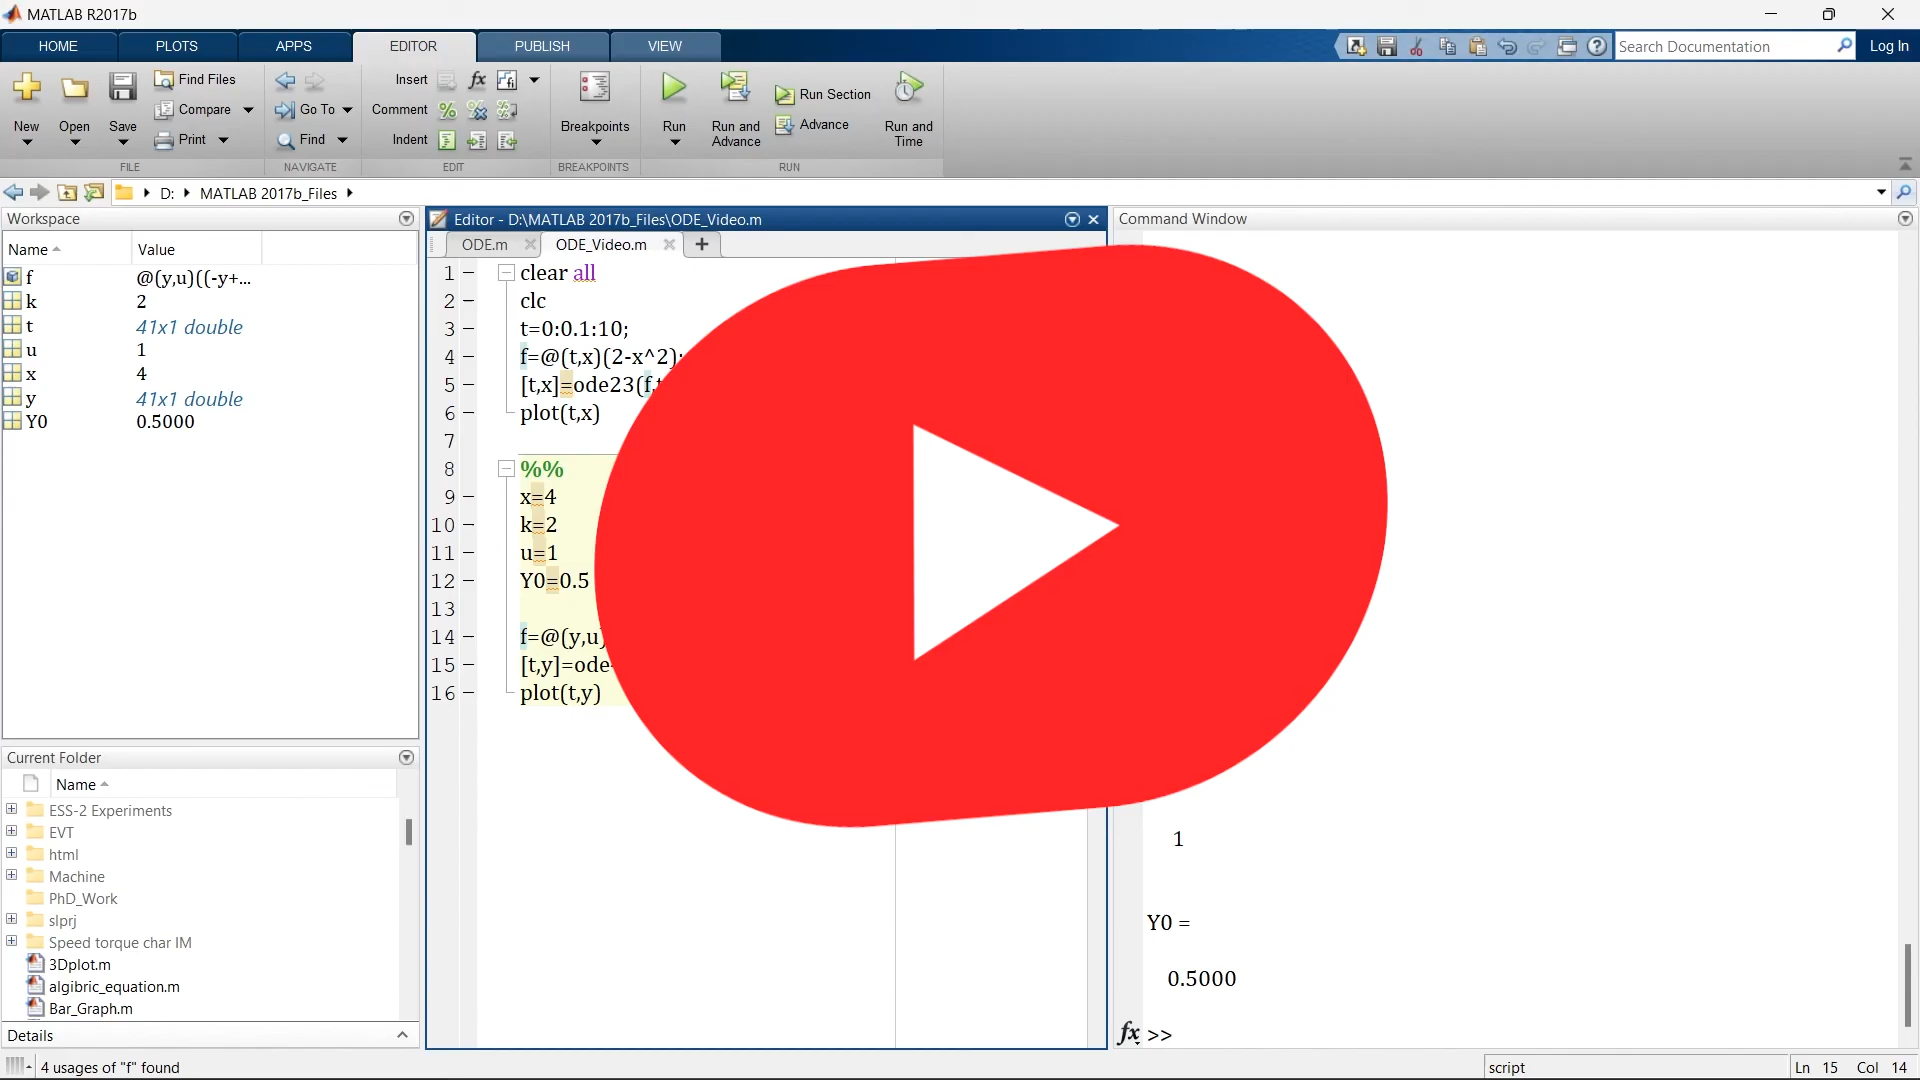 MATLAB R2017b
HOME PLOTS APPS EDITOR PUBLISH VIEW
Search Documentation Log In
New Open Save Find Files Compare Print
Go To Find
Insert Comment Indent
Breakpoints
Run Run and Advance Run Section Advance Run and Time
FILE NAVIGATE EDIT BREAKPOINTS RUN
D: MATLAB 2017b_Files
Workspace
Name Value
f @(y,u)((-y+...
k 2
t 41x1 double
u 1
x 4
y 41x1 double
Y0 0.5000
Current Folder
Name
ESS-2 Experiments
EVT
html
Machine
PhD_Work
slprj
Speed torque char IM
3Dplot.m
algibric_equation.m
Bar_Graph.m
Details
Editor - D:\MATLAB 2017b_Files\ODE_Video.m
ODE.m ODE_Video.m +
1 clear all
2 clc
3 t=0:0.1:10;
4 f=@(t,x)(2-x^2);
5 [t,x]=ode23(f,t
6 plot(t,x)
7
8 %%
9 x=4
10 k=2
11 u=1
12 Y0=0.5
13
14 f=@(y,u)
15 [t,y]=ode
16 plot(t,y)
Command Window
1
Y0 =
0.5000
fx >>
4 usages of "f" found
script Ln 15 Col 14